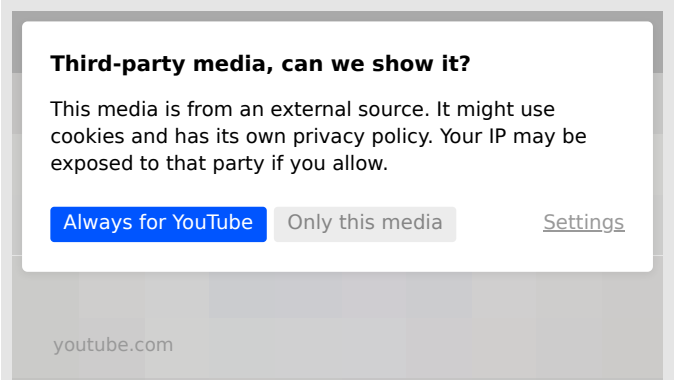 Third-party media, can we show it?
This media is from an external source. It might use
cookies and has its own privacy policy. Your IP may be
exposed to that party if you allow.
Always for YouTube Only this media Settings
youtube.com